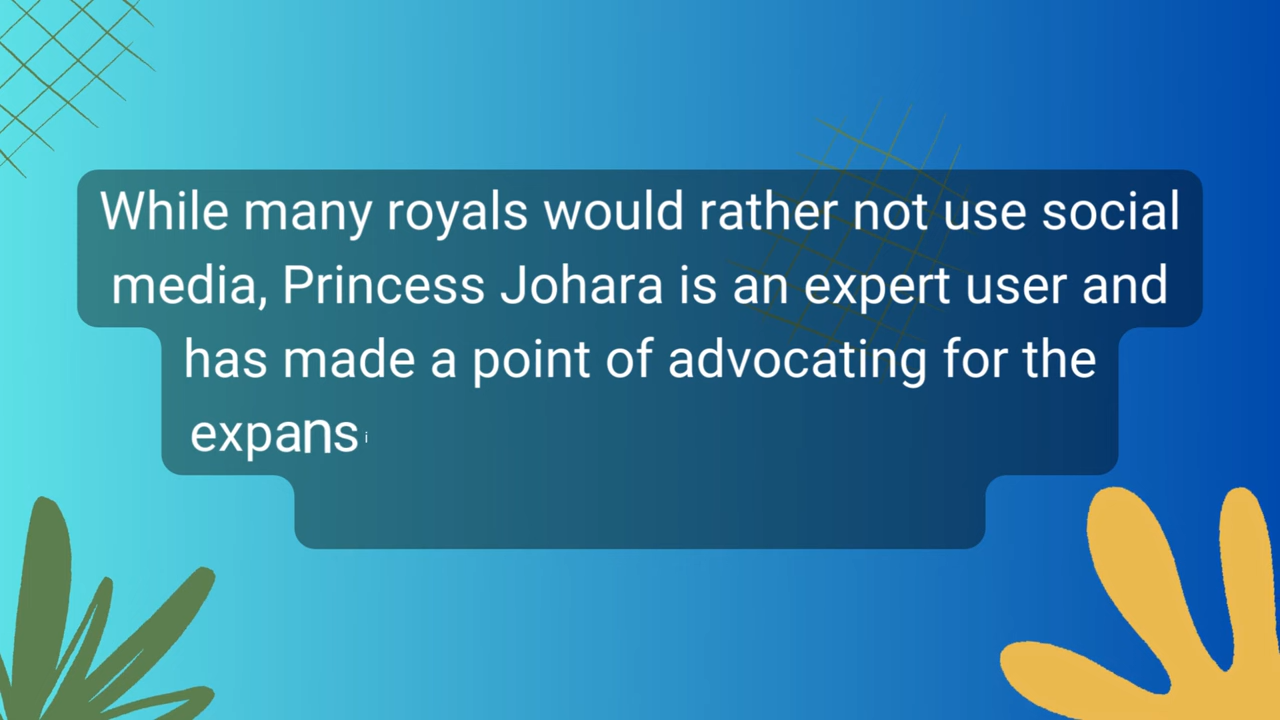 While many royals would rather not use social
media, Princess Johara is an expert user and
has made a point of advocating for the
expansi